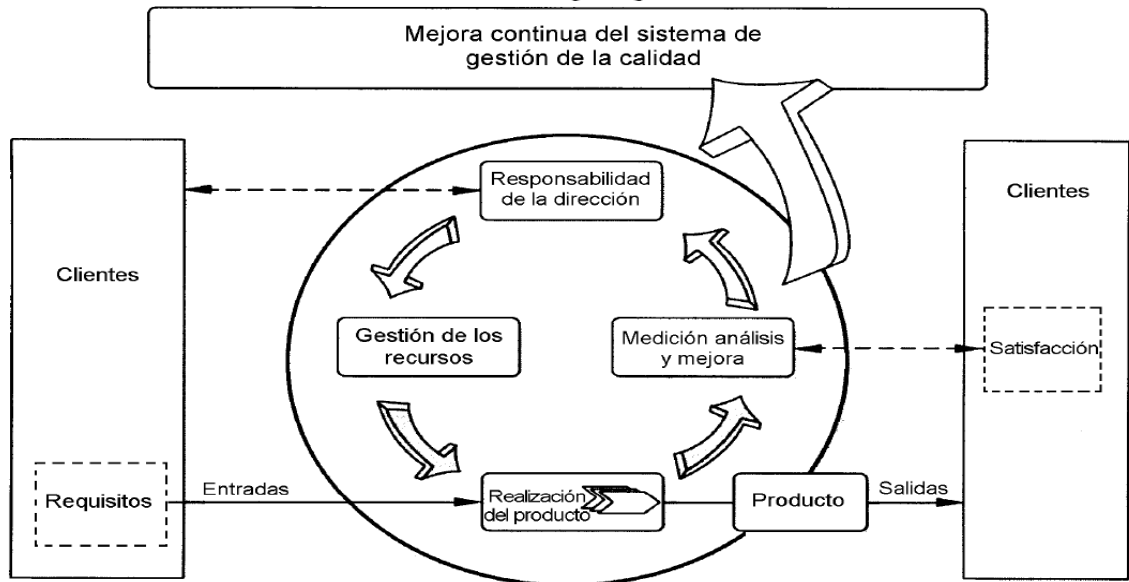 Mejora continua del sistema de
gestión de la calidad
Responsabilidad
de la dirección
Clientes
Clientes
Gestión de los
recursos
Medición análisis
y mejora
Satisfacción
Requisitos
Entradas
Realización
del producto
Producto
Salidas